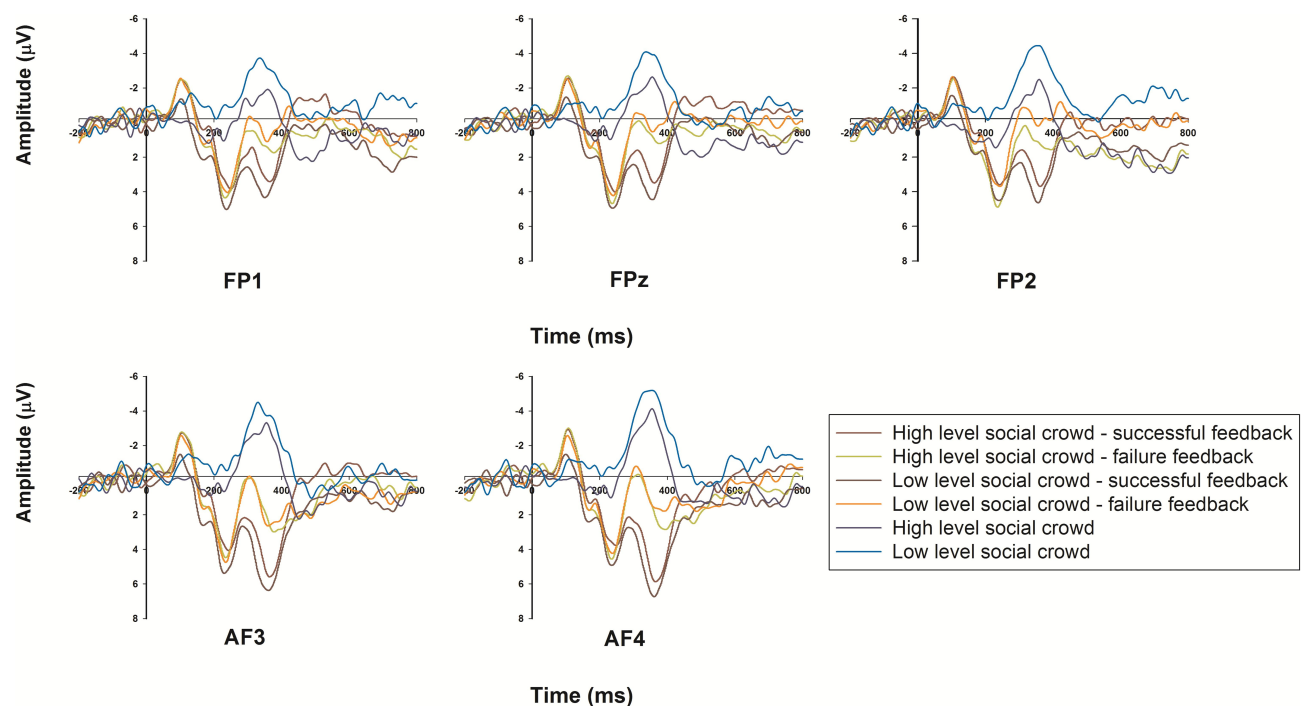 Amplitude (µV)
-6
-4
-2
2
4
6
8
-200 0 200 400 600 800
FP1
-6
-4
-2
2
4
6
8
-200 0 200 400 600 800
FPz
-6
-4
-2
2
4
6
8
-200 0 200 400 600 800
FP2
Time (ms)
Amplitude (µV)
-6
-4
-2
2
4
6
8
-200 0 200 400 600 800
AF3
-6
-4
-2
2
4
6
8
-200 0 200 400 600 800
AF4
High level social crowd - successful feedback
High level social crowd - failure feedback
Low level social crowd - successful feedback
Low level social crowd - failure feedback
High level social crowd
Low level social crowd
Time (ms)